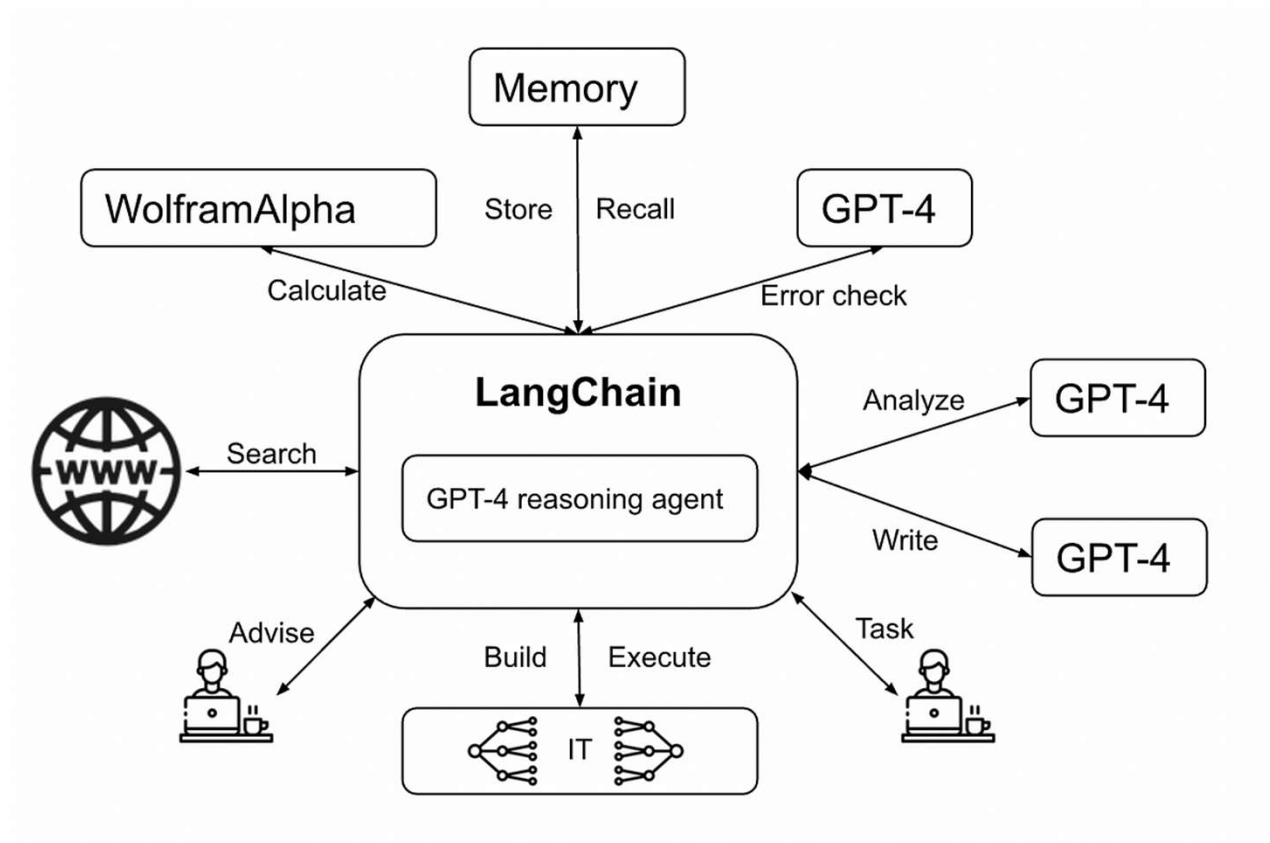 Memory
WolframAlpha
Store
Recall
GPT-4
Calculate
Error check
LangChain
GPT-4 reasoning agent
WWW
Search
Analyze
GPT-4
Write
GPT-4
Advise
Build
Execute
Task
IT